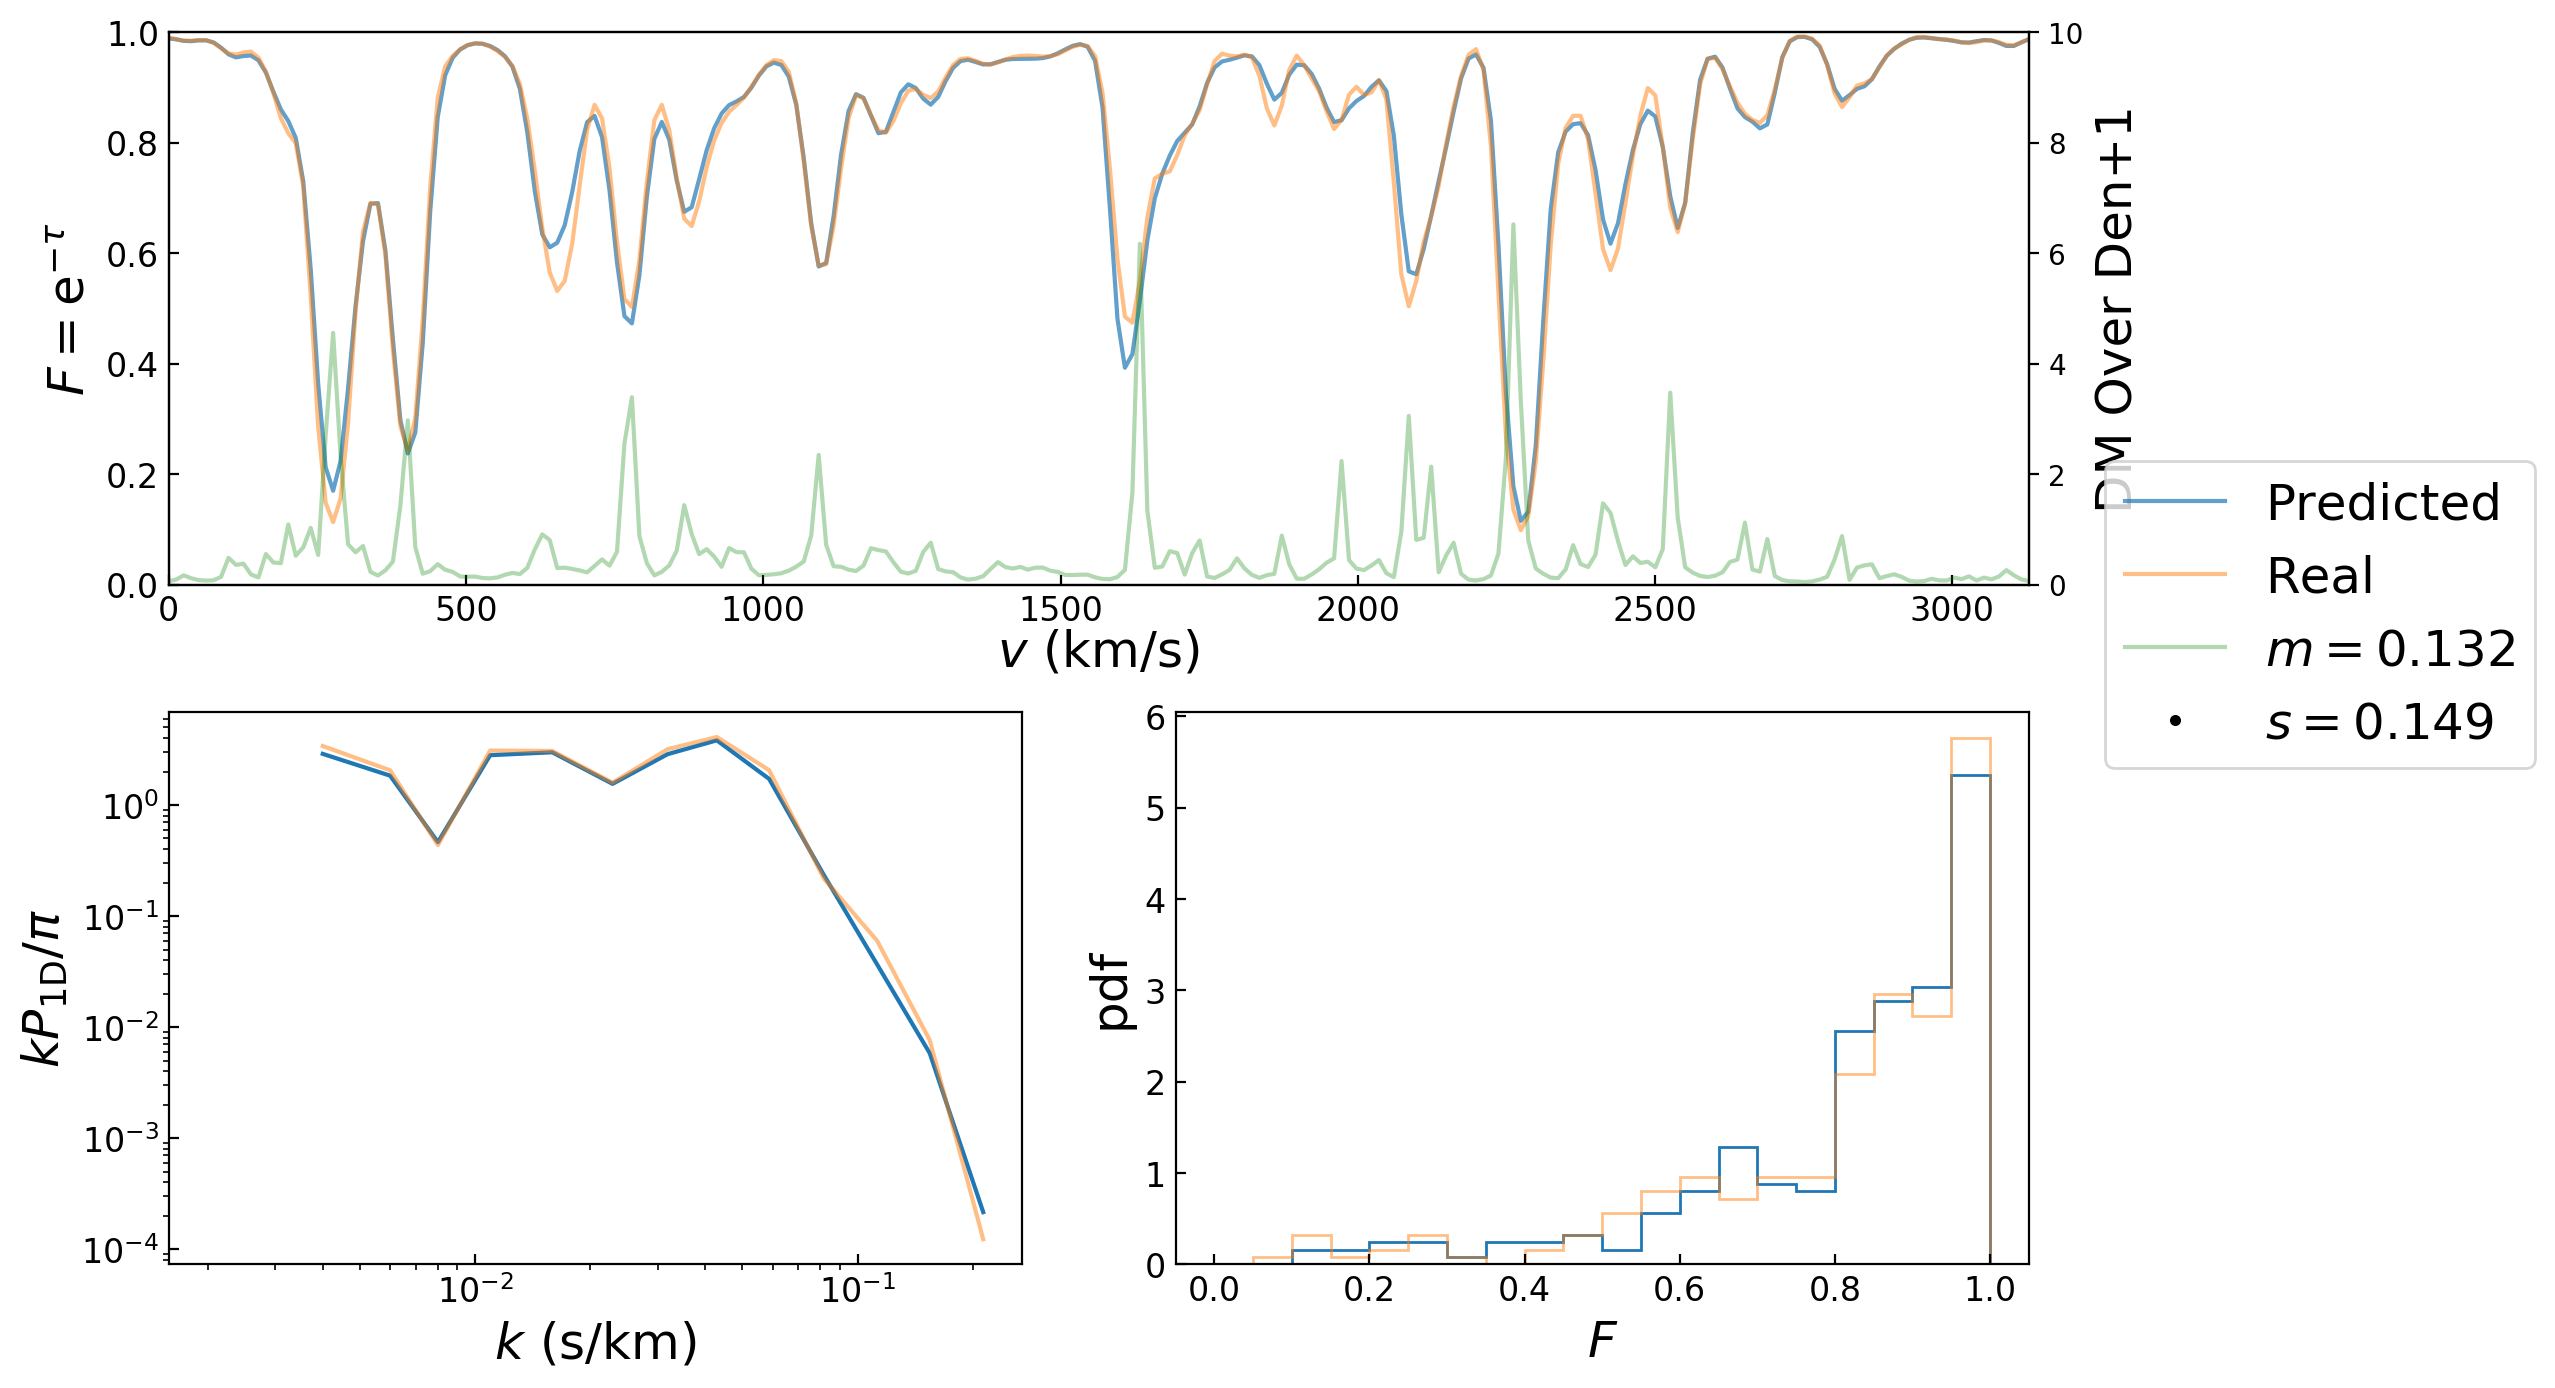 1.0
0.8
0.6
0.4
0.2
0.0
F = e^{−τ}
0 500 1000 1500 2000 2500 3000
v (km/s)
10
8
6
4
2
0
DM Over Den+1
Predicted
Real
m = 0.132
s = 0.149
10^0
10^{−1}
10^{−2}
10^{−3}
10^{−4}
kP_{1D}/π
10^{−2} 10^{−1}
k (s/km)
6
5
4
3
2
1
0
pdf
0.0 0.2 0.4 0.6 0.8 1.0
F